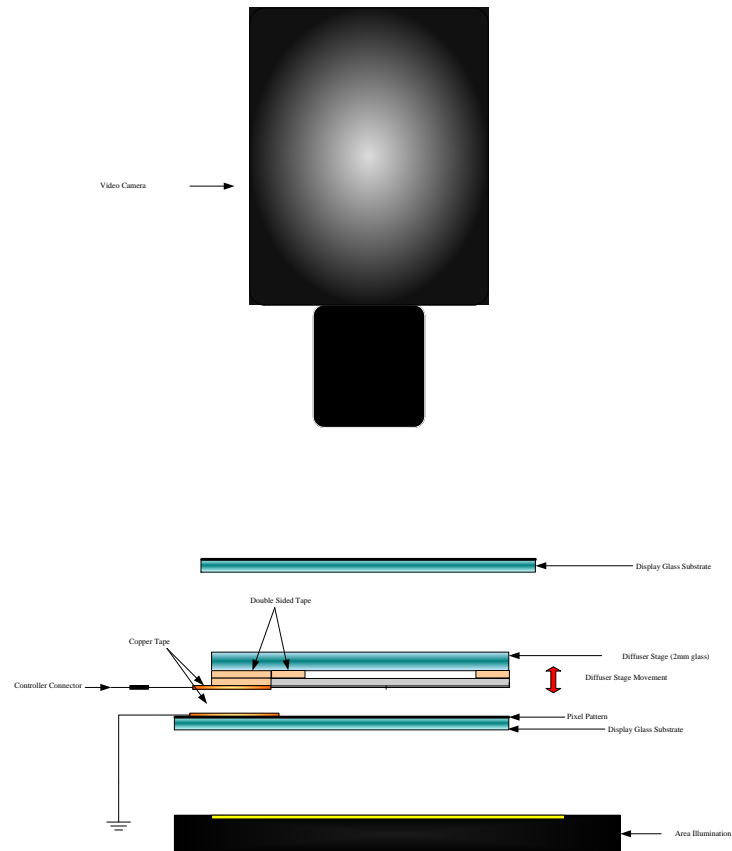 Video Camera
Display Glass Substrate
Double Sided Tape
Copper Tape
Diffuser Stage (2mm glass)
Diffuser Stage Movement
Controller Connector
Pixel Pattern
Display Glass Substrate
Area Illumination